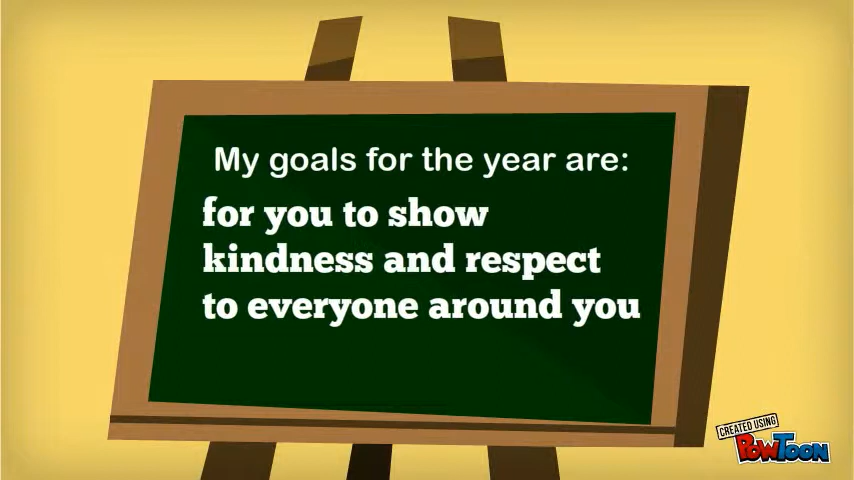 My goals for the year are:
for you to show
kindness and respect
to everyone around you
CREATED USING
POWTOON